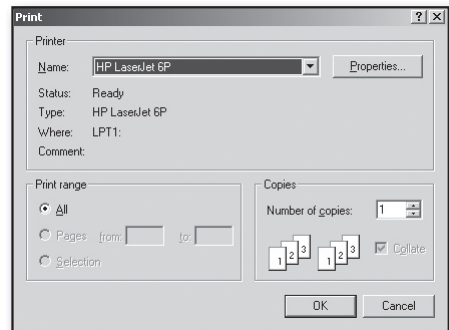 Print
Printer
Name: HP LaserJet 6P Properties...
Status: Ready
Type: HP LaserJet 6P
Where: LPT1:
Comment:
Print range
All
Pages from: to:
Selection
Copies
Number of copies: 1
1 2 3 1 2 3 Collate
OK Cancel